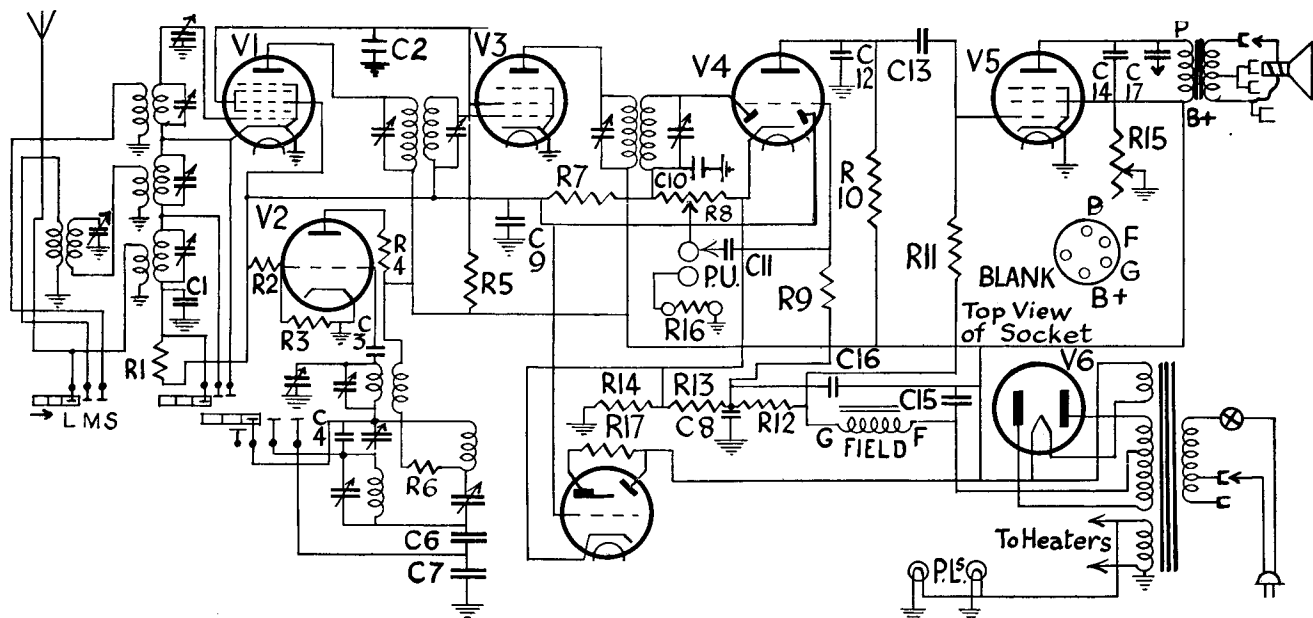 V1
C2
V3
V4
C
12
C13
V5
C
14
C
17
P
B+
R15
R7
C10
R8
R
10
V2
R
4
C
9
R2
R5
C11
P.U.
R9
R11
BLANK
P
F
G
B+
Top View
of Socket
C1
R3
C
3
R16
R1
V6
C16
R14
R13
C15
L M S
C
4
C8
R12
G FIELD F
R17
R6
C6
To Heaters
C7
P.Ls